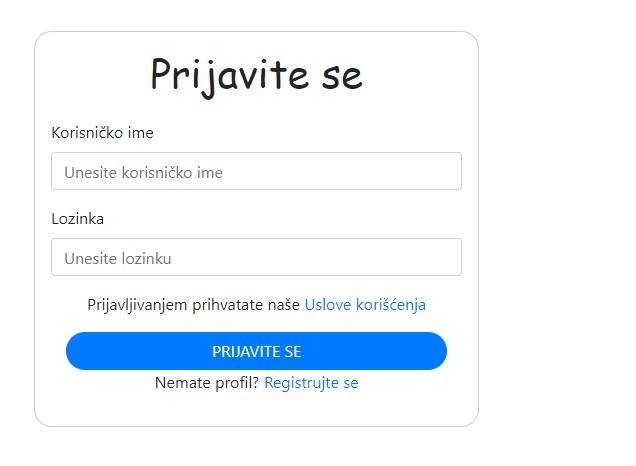 Prijavite se
Korisničko ime
Unesite korisničko ime
Lozinka
Unesite lozinku
Prijavljivanjem prihvatate naše Uslove korišćenja
PRIJAVITE SE
Nemate profil? Registrujte se